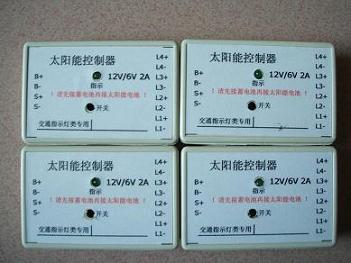 太阳能控制器 L4+
L4-
B+ 12V/6V 2A L3+
B- 指示 L3-
S+ ！请先接蓄电池再接太阳能电池！ L2+
S- 开关 L2-
L1+
交通指示灯类专用 L1-
太阳能控制器 L4+
L4-
B+ 12V/6V 2A L3+
B- 指示 L3-
S+ ！请先接蓄电池再接太阳能电池！ L2+
S- 开关 L2-
L1+
交通指示灯类专用 L1-
太阳能控制器 L4+
L4-
B+ 12V/6V 2A L3+
B- 指示 L3-
S+ ！请先接蓄电池再接太阳能电池！ L2+
S- 开关 L2-
L1+
交通指示灯类专用 L1-
太阳能控制器 L4+
L4-
B+ 12V/6V 2A L3+
B- 指示 L3-
S+ ！请先接蓄电池再接太阳能电池！ L2+
S- 开关 L2-
L1+
交通指示灯类专用 L1-